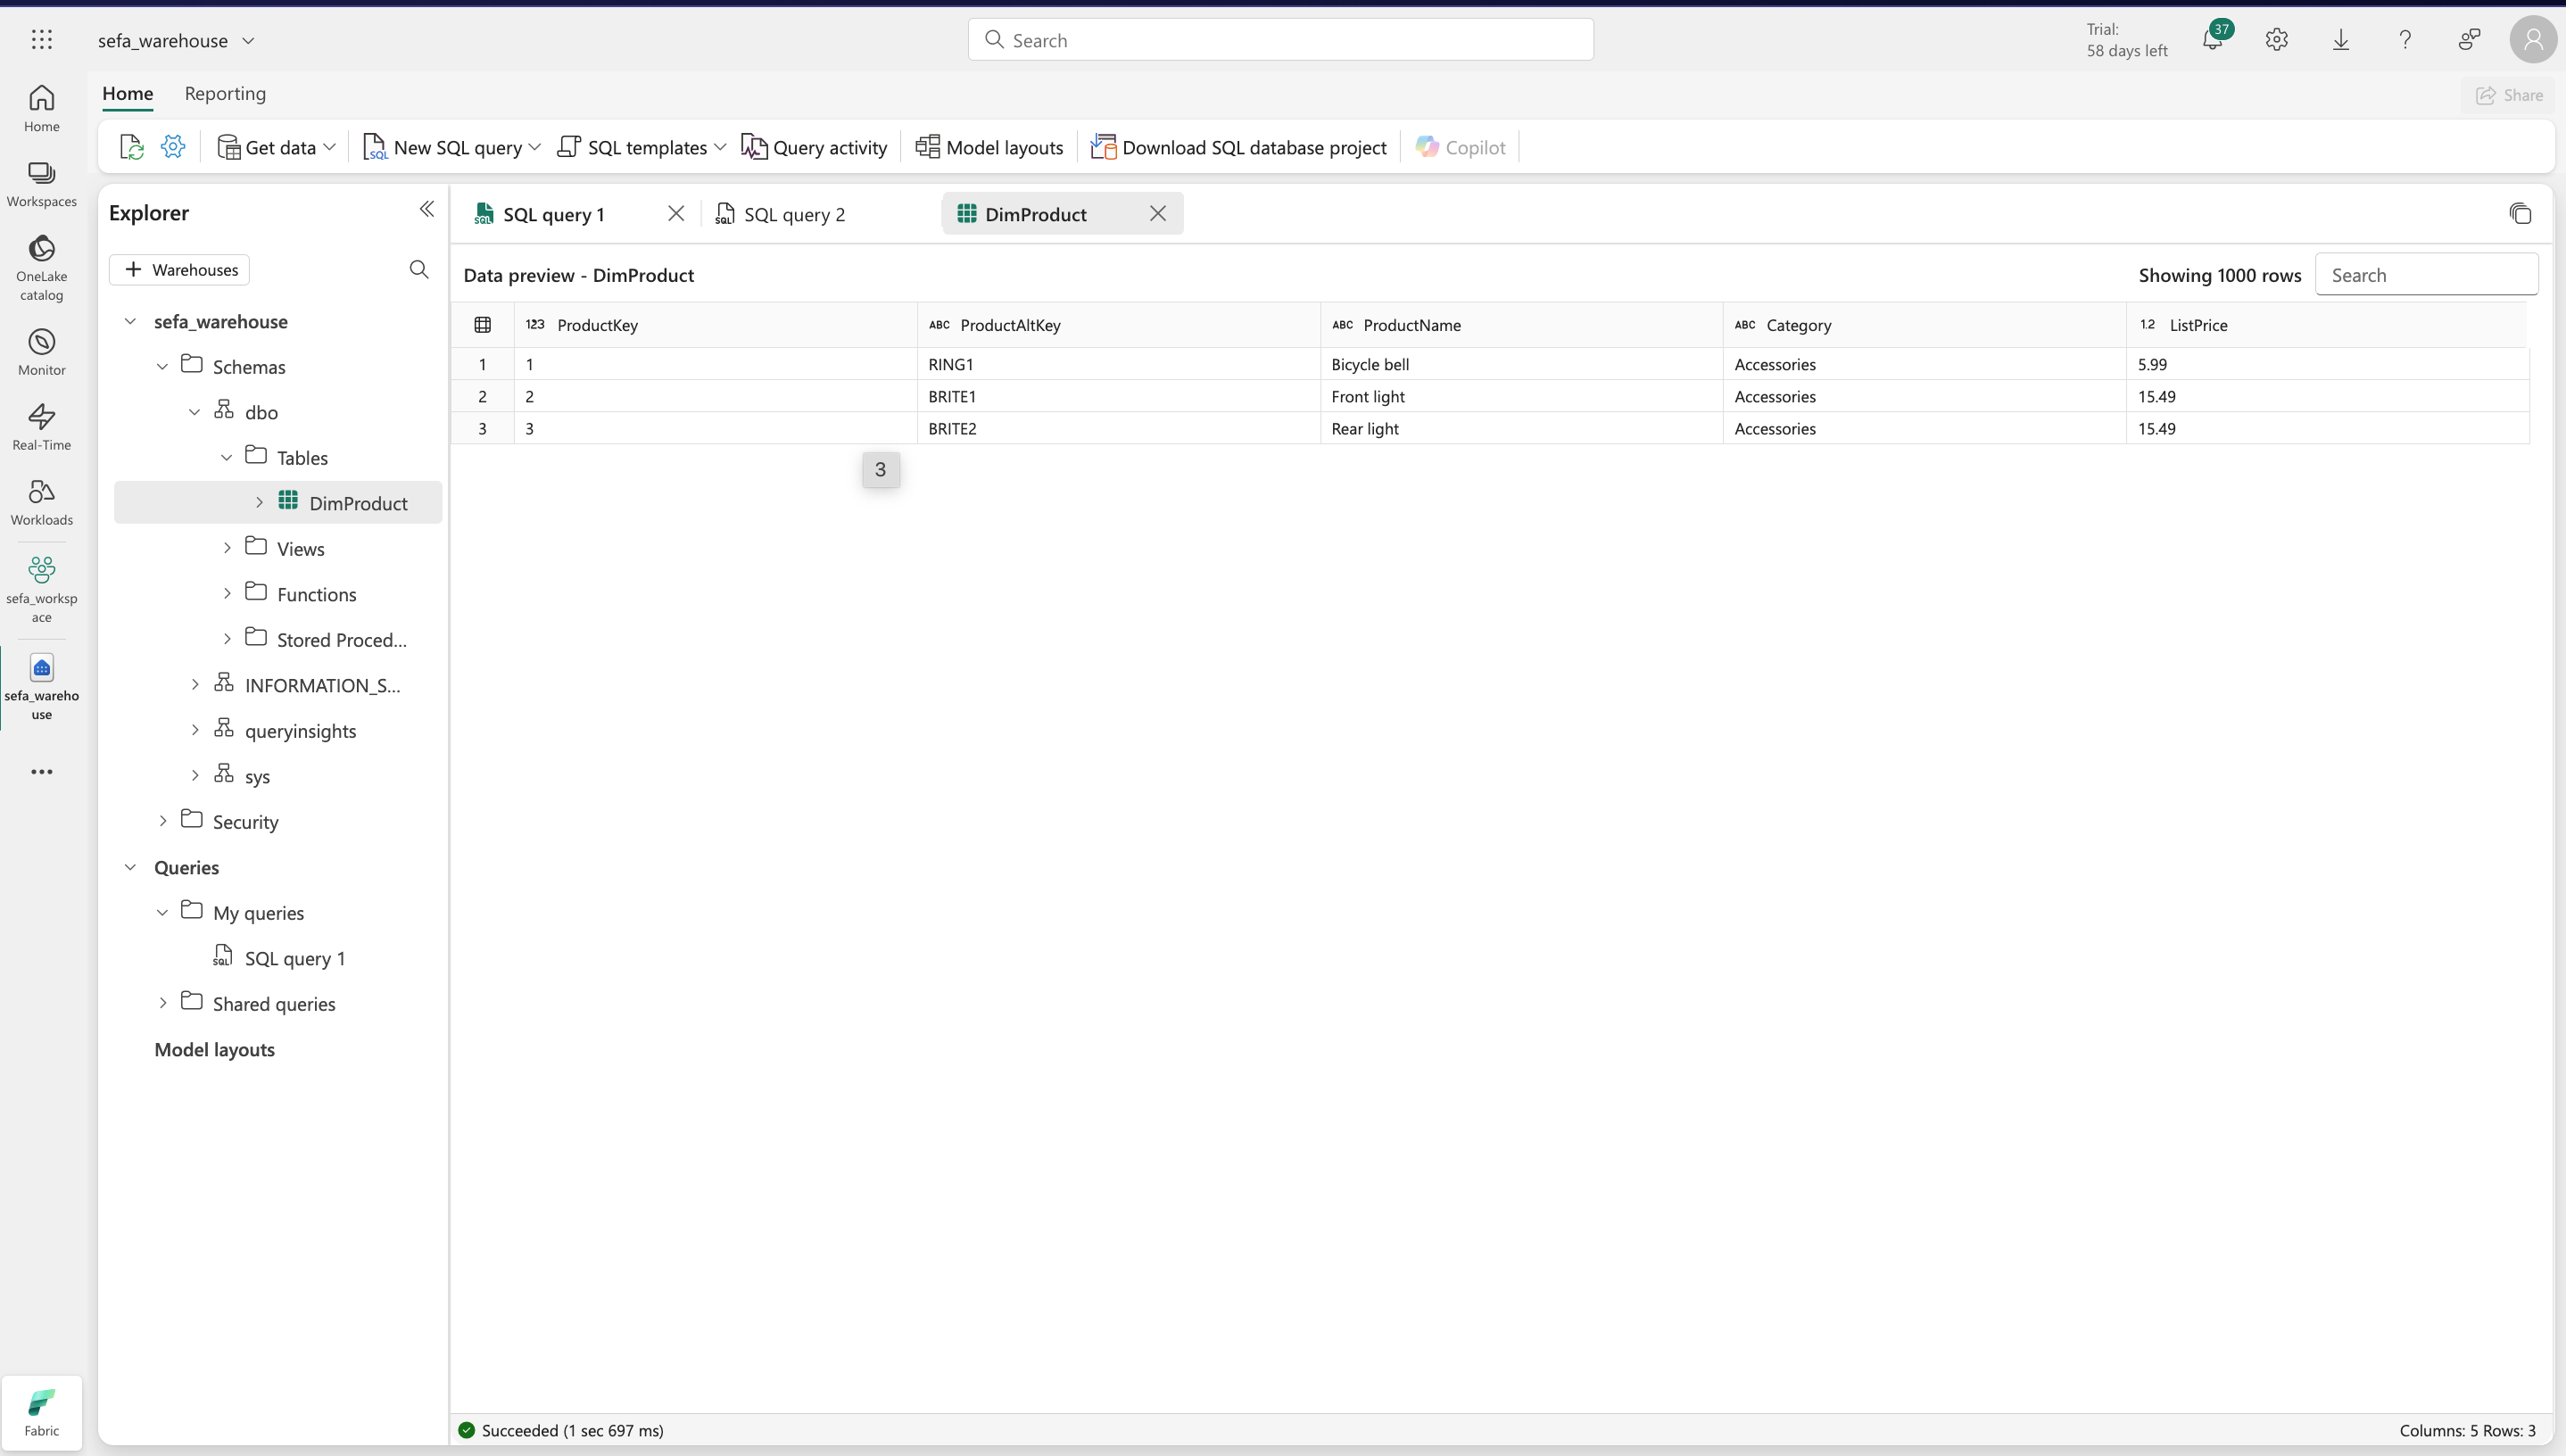 sefa_warehouse
Search
Trial:
58 days left
37
Home
Reporting
Share
Get data
New SQL query
SQL templates
Query activity
Model layouts
Download SQL database project
Copilot
Home
Workspaces
OneLake
catalog
Monitor
Real-Time
Workloads
sefa_worksp
ace
sefa_wareho
use
Fabric
Explorer
Warehouses
sefa_warehouse
Schemas
dbo
Tables
DimProduct
Views
Functions
Stored Proced...
INFORMATION_S...
queryinsights
sys
Security
Queries
My queries
SQL query 1
Shared queries
Model layouts
SQL query 1
SQL query 2
DimProduct
Data preview - DimProduct
Showing 1000 rows
Search
123 ProductKey ABC ProductAltKey ABC ProductName ABC Category 1.2 ListPrice
1 1 RING1 Bicycle bell Accessories 5.99
2 2 BRITE1 Front light Accessories 15.49
3 3 BRITE2 Rear light Accessories 15.49
3
Succeeded (1 sec 697 ms)
Columns: 5 Rows: 3